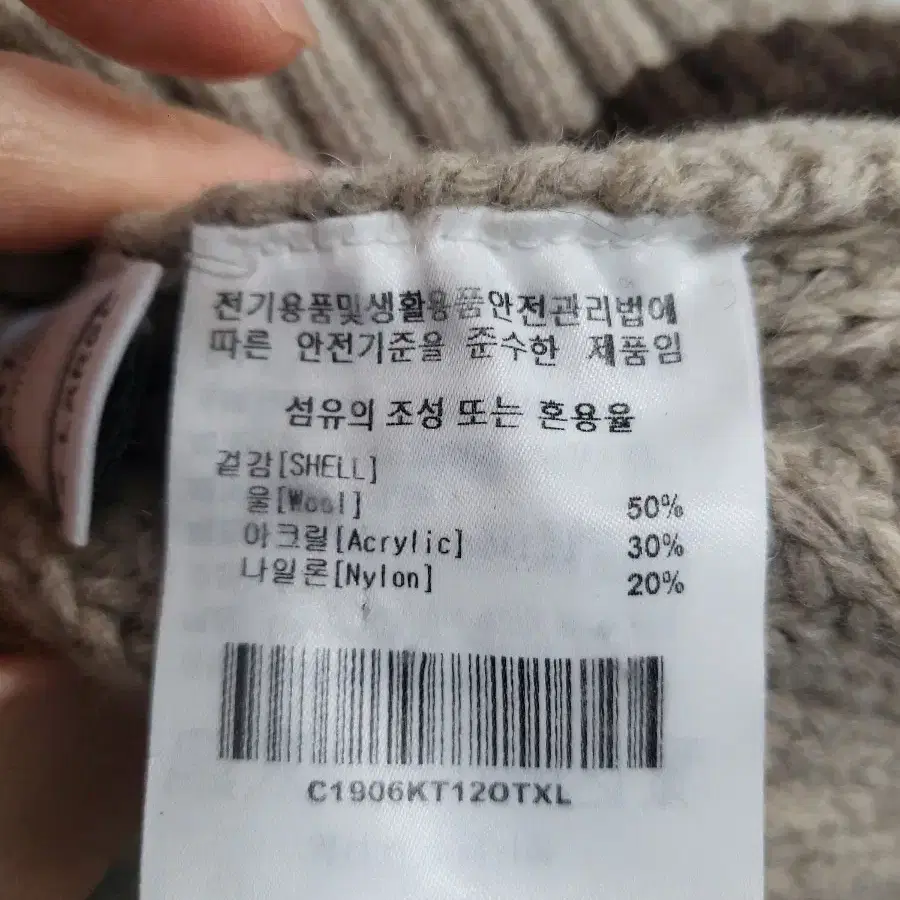 전기용품및생활용품안전관리법에
따른 안전기준을 준수한 제품임
섬유의 조성 또는 혼용율
겉감[SHELL]
울[Wool] 50%
아크릴[Acrylic] 30%
나일론[Nylon] 20%
C1906KT120TXL